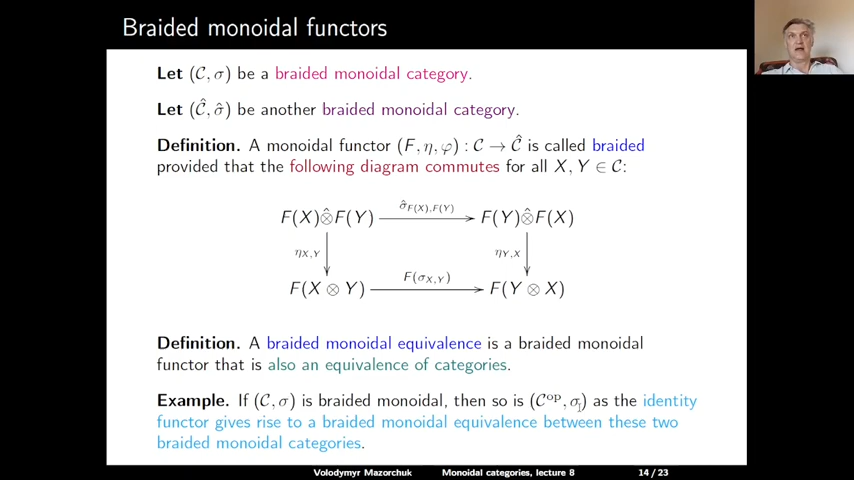 Braided monoidal functors
Let (𝒞, σ) be a braided monoidal category.
Let (𝒞̂, σ̂) be another braided monoidal category.
Definition. A monoidal functor (F, η, φ) : 𝒞 → 𝒞̂ is called braided
provided that the following diagram commutes for all X, Y ∈ 𝒞:
σ̂_{F(X),F(Y)}
F(X)⊗̂F(Y) → F(Y)⊗̂F(X)
η_{X,Y} η_{Y,X}
F(σ_{X,Y})
F(X ⊗ Y) → F(Y ⊗ X)
Definition. A braided monoidal equivalence is a braided monoidal
functor that is also an equivalence of categories.
Example. If (𝒞, σ) is braided monoidal, then so is (𝒞^{op}, σ) as the identity
functor gives rise to a braided monoidal equivalence between these two
braided monoidal categories.
Volodymyr Mazorchuk Monoidal categories, lecture 8 14 / 23